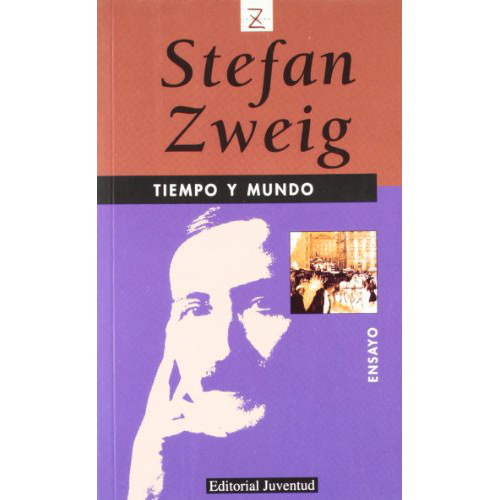 Z
Stefan
Zweig
TIEMPO Y MUNDO
ENSAYO
Editorial Juventud